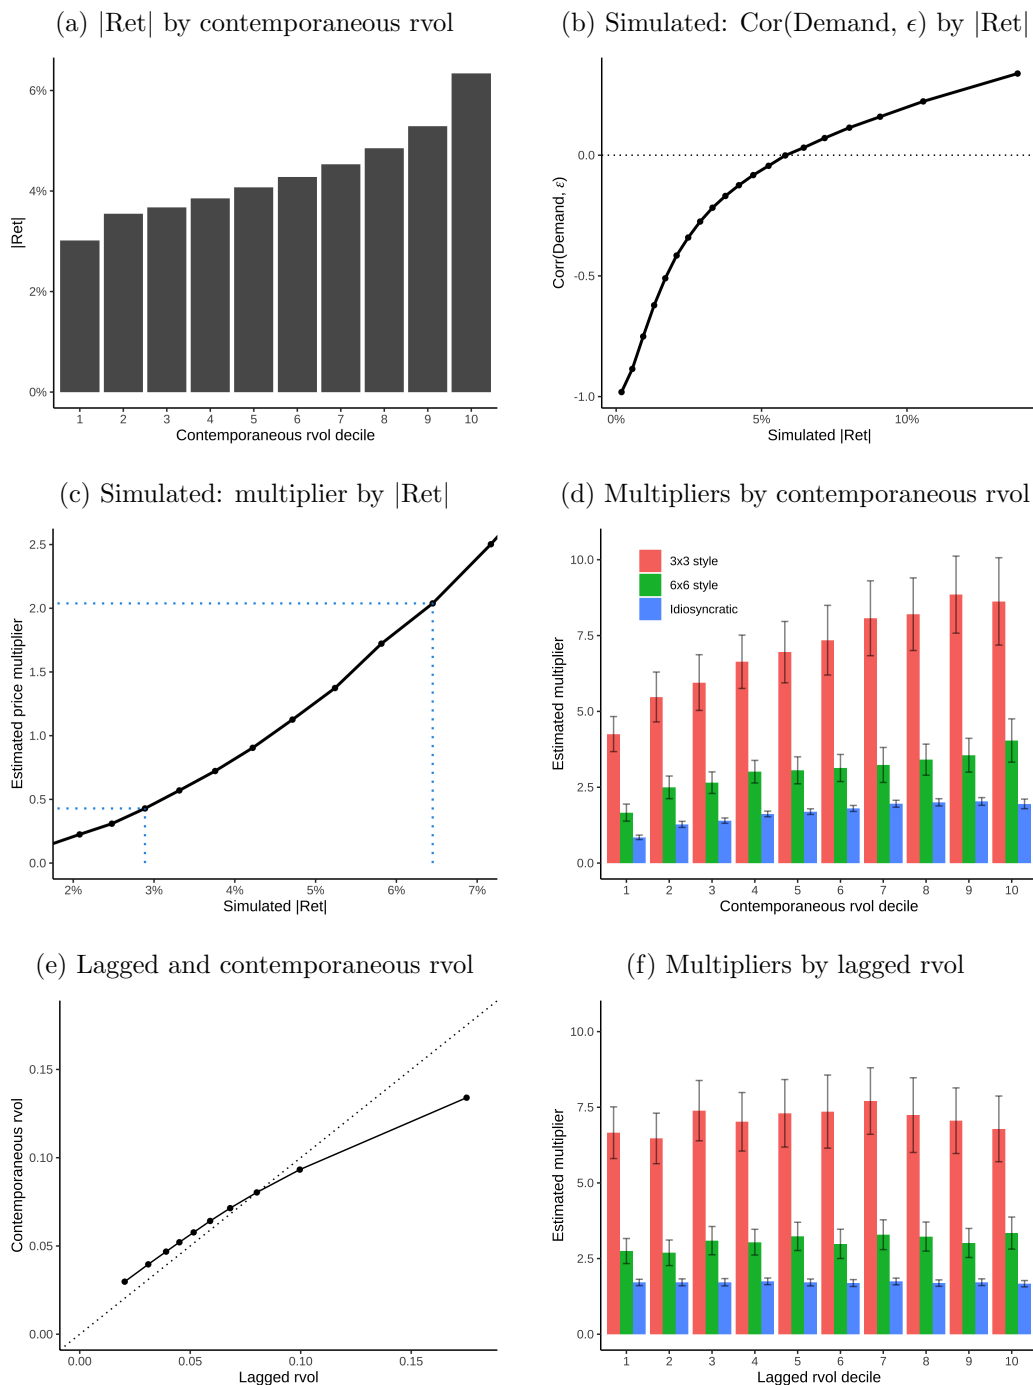 (a) |Ret| by contemporaneous rvol
|Ret|
6%
4%
2%
0%
1 2 3 4 5 6 7 8 9 10
Contemporaneous rvol decile
(b) Simulated: Cor(Demand, ϵ) by |Ret|
Corr(Demand, ε)
0.0
-0.5
-1.0
0% 5% 10%
Simulated |Ret|
(c) Simulated: multiplier by |Ret|
Estimated price multiplier
2.5
2.0
1.5
1.0
0.5
0.0
2% 3% 4% 5% 6% 7%
Simulated |Ret|
(d) Multipliers by contemporaneous rvol
Estimated multiplier
10.0
7.5
5.0
2.5
0.0
3x3 style
6x6 style
Idiosyncratic
1 2 3 4 5 6 7 8 9 10
Contemporaneous rvol decile
(e) Lagged and contemporaneous rvol
Contemporaneous rvol
0.15
0.10
0.05
0.00
0.00 0.05 0.10 0.15
Lagged rvol
(f) Multipliers by lagged rvol
Estimated multiplier
10.0
7.5
5.0
2.5
0.0
1 2 3 4 5 6 7 8 9 10
Lagged rvol decile